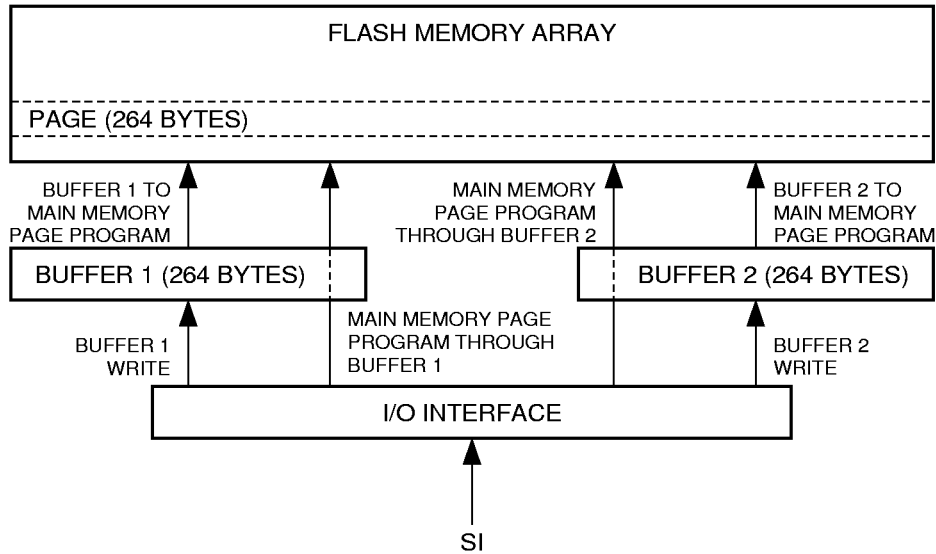 FLASH MEMORY ARRAY
PAGE (264 BYTES)
BUFFER 1 TO
MAIN MEMORY
PAGE PROGRAM
MAIN MEMORY
PAGE PROGRAM
THROUGH BUFFER 2
BUFFER 2 TO
MAIN MEMORY
PAGE PROGRAM
BUFFER 1 (264 BYTES)
BUFFER 2 (264 BYTES)
BUFFER 1
WRITE
MAIN MEMORY PAGE
PROGRAM THROUGH
BUFFER 1
BUFFER 2
WRITE
I/O INTERFACE
SI